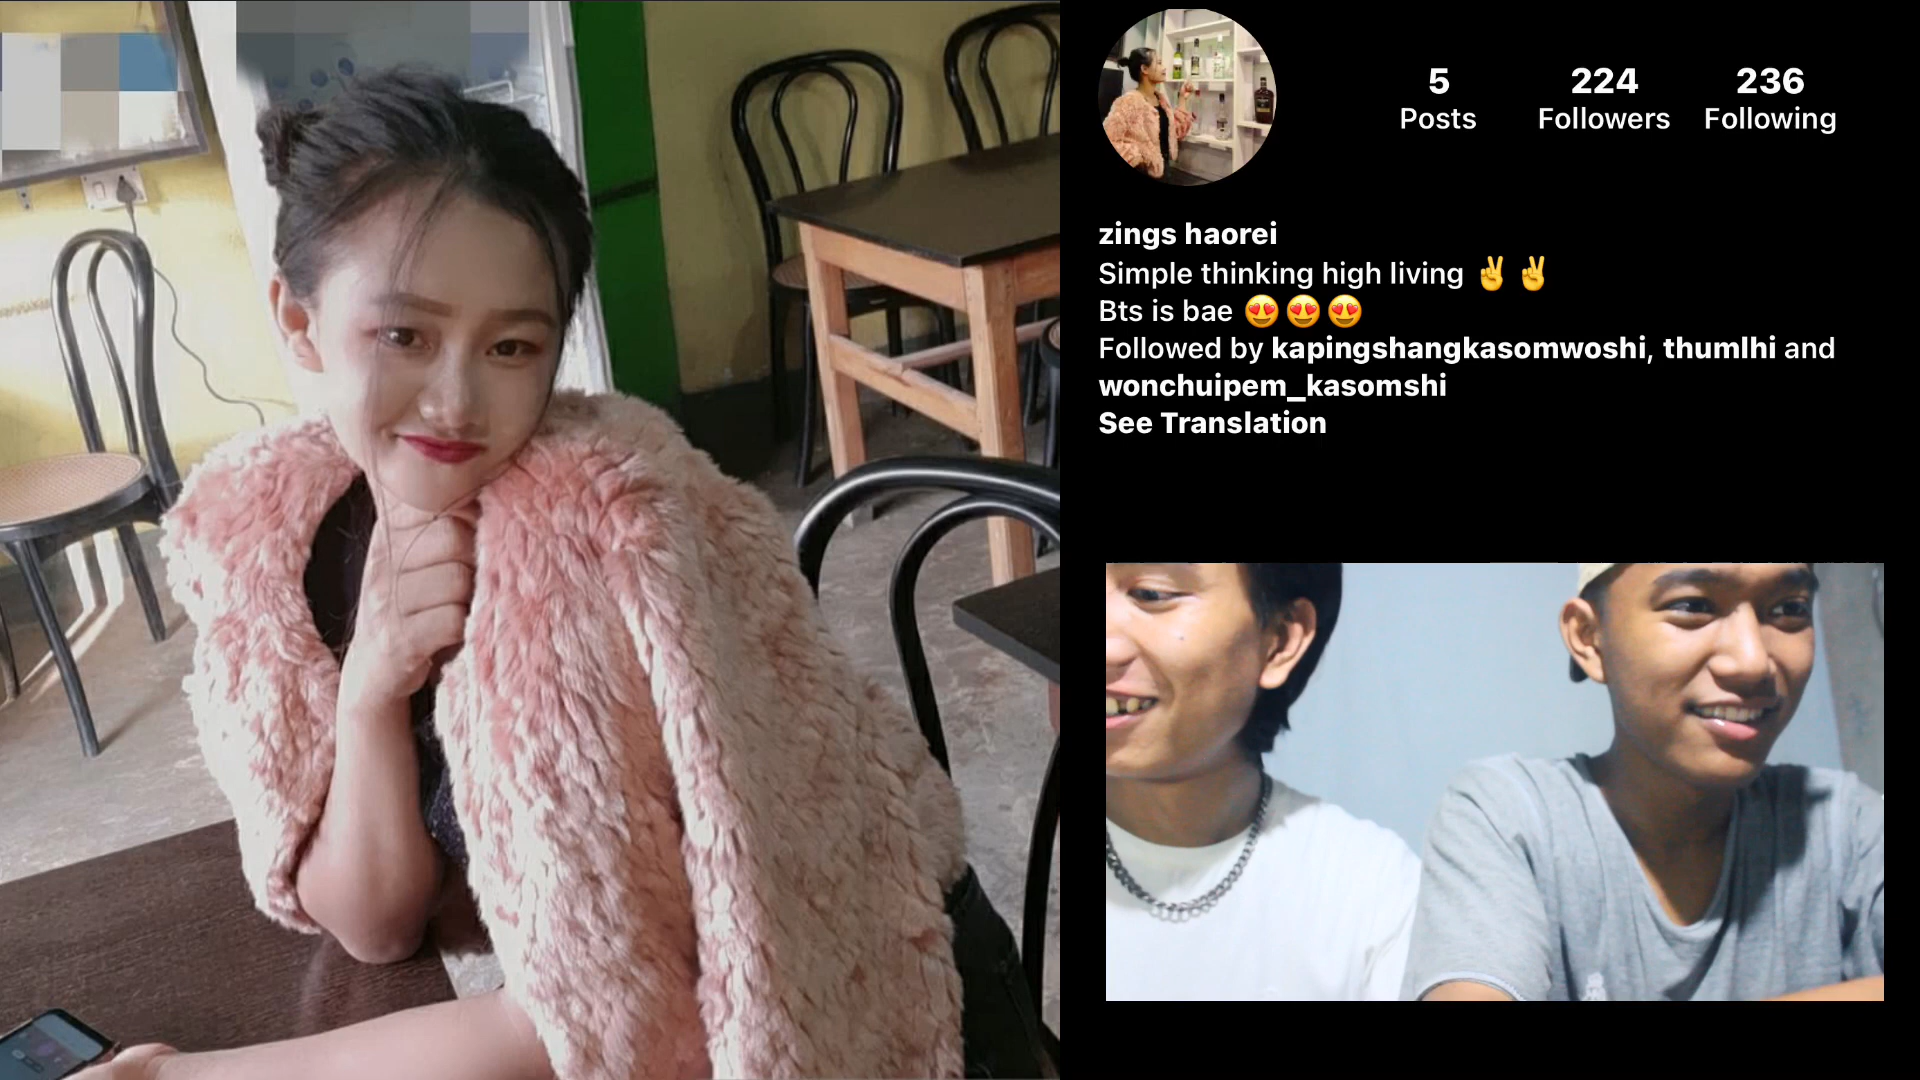 5 224 236
Posts Followers Following
zings haorei
Simple thinking high living ✌️ ✌️
Bts is bae 😍 😍 😍
Followed by kapingshangkasomwoshi, thumlhi and
wonchuipem_kasomshi
See Translation